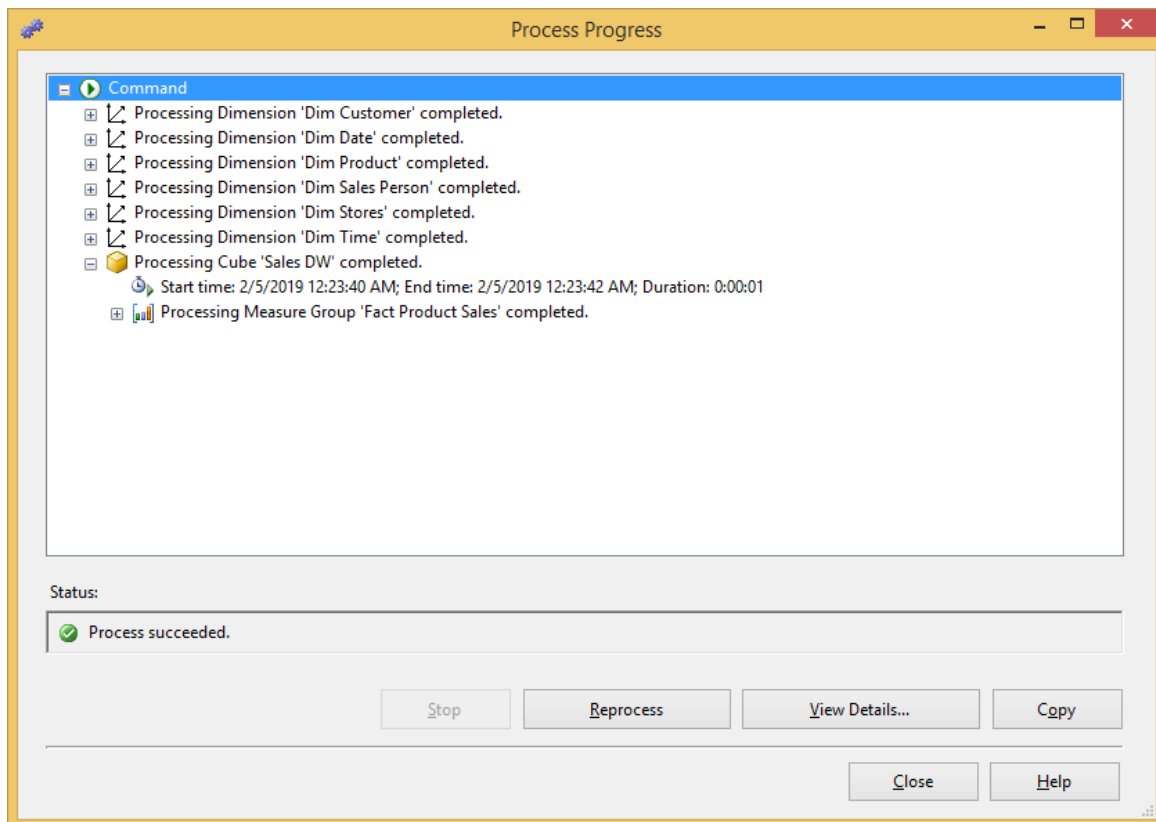 Process Progress
Command
Processing Dimension 'Dim Customer' completed.
Processing Dimension 'Dim Date' completed.
Processing Dimension 'Dim Product' completed.
Processing Dimension 'Dim Sales Person' completed.
Processing Dimension 'Dim Stores' completed.
Processing Dimension 'Dim Time' completed.
Processing Cube 'Sales DW' completed.
Start time: 2/5/2019 12:23:40 AM; End time: 2/5/2019 12:23:42 AM; Duration: 0:00:01
Processing Measure Group 'Fact Product Sales' completed.
Status:
Process succeeded.
Stop Reprocess View Details... Copy
Close Help